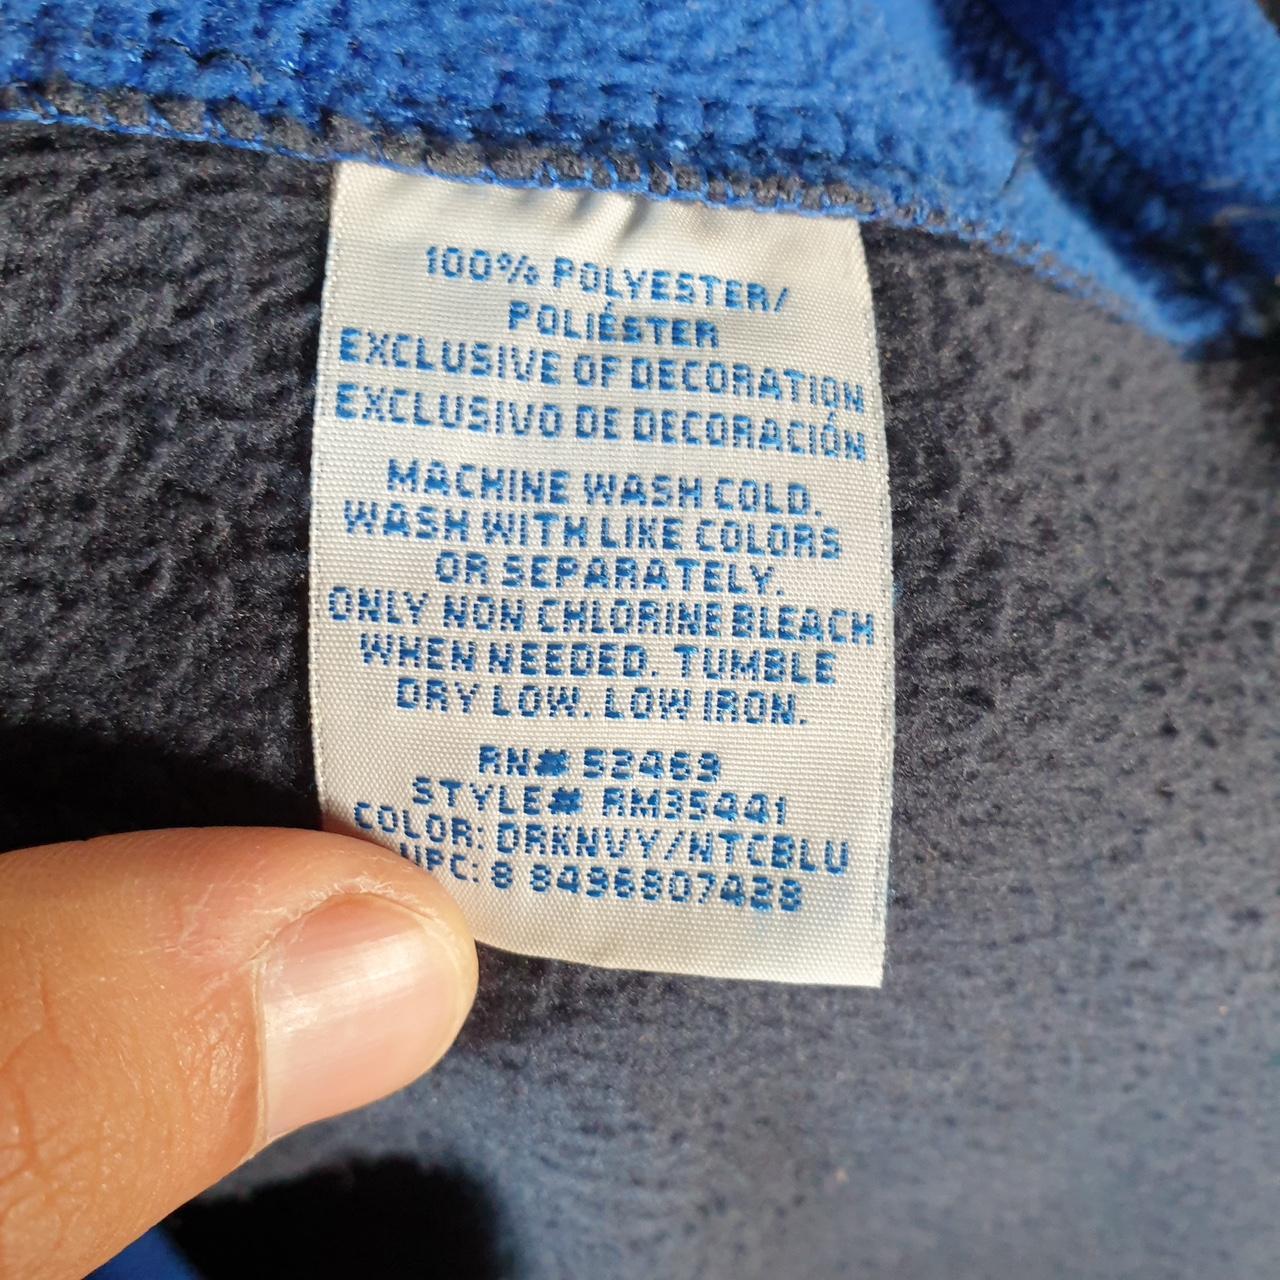 100% POLYESTER/
POLIÉSTER
EXCLUSIVE OF DECORATION
EXCLUSIVO DE DECORACIÓN
MACHINE WASH COLD.
WASH WITH LIKE COLORS
OR SEPARATELY.
ONLY NON CHLORINE BLEACH
WHEN NEEDED. TUMBLE
DRY LOW. LOW IRON.
RN# 52469
STYLE# RM35441
COLOR: DRKNVY/NTCBLU
UPC: 8 8496807428